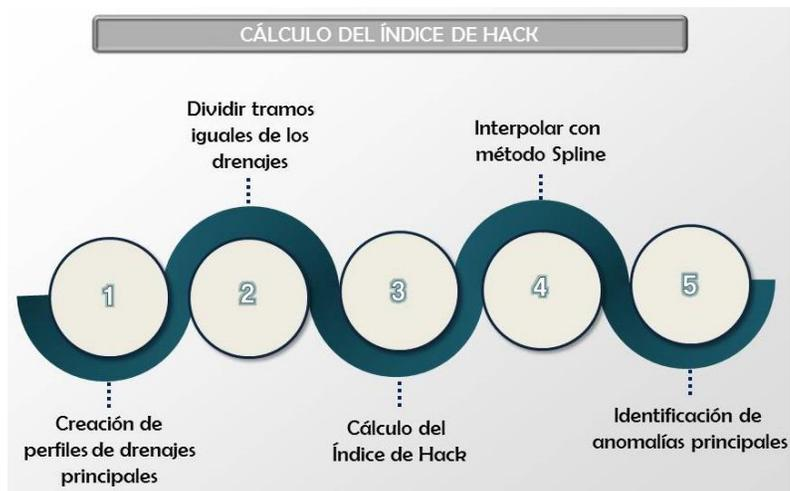 CÁLCULO DEL ÍNDICE DE HACK
1
Creación de
perfiles de drenajes
principales
2
Dividir tramos
iguales de los
drenajes
3
Cálculo del
Índice de Hack
4
Interpolar con
método Spline
5
Identificación de
anomalías principales